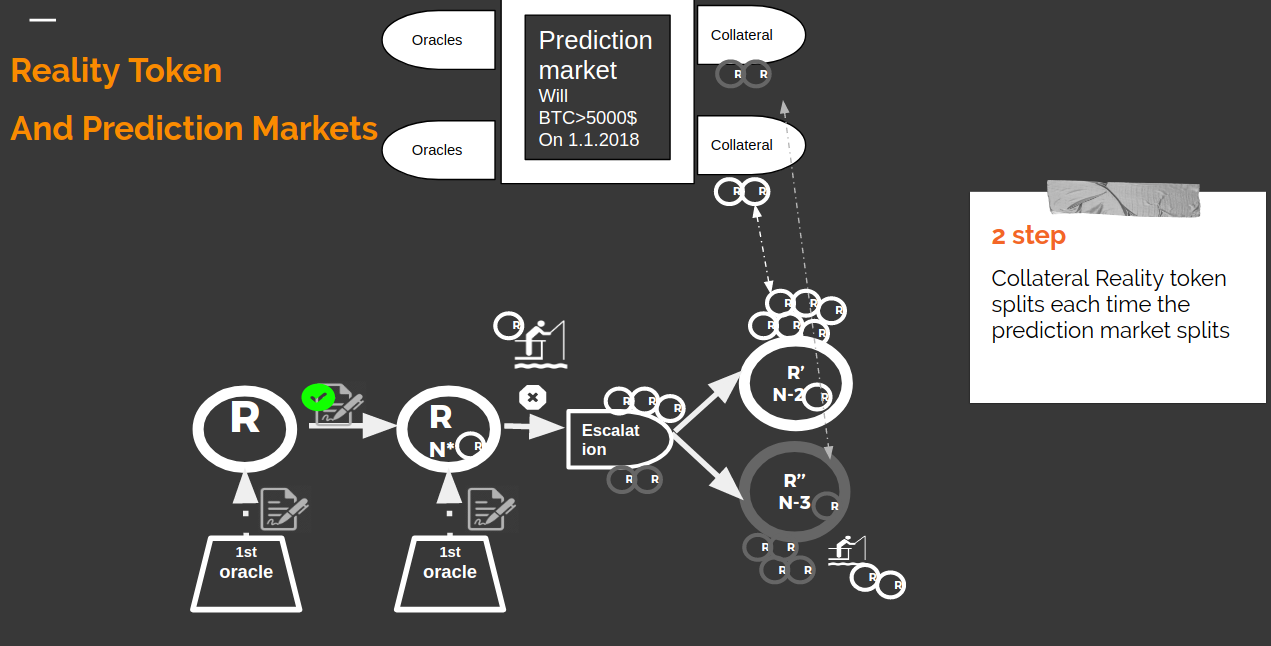 Reality Token
And Prediction Markets
Oracles
Oracles
Prediction
market
Will
BTC>5000$
On 1.1.2018
Collateral
R R
Collateral
R R
2 step
Collateral Reality token
splits each time the
prediction market splits
R R R
R R R
R' 
N-2 R
R
R
R
N* R
R R R
Escalat
ion
R R
R''
N-3 R
R R
R R
R R
1st
oracle
1st
oracle